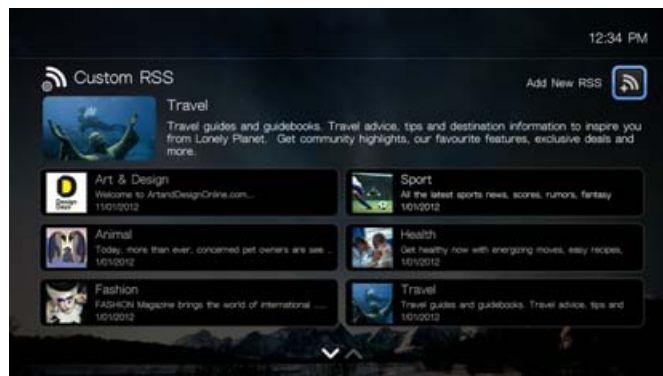 12:34 PM
Custom RSS
Add New RSS
Travel
Travel guides and guidebooks. Travel advice, tips and destination information to inspire you
from Lonely Planet. Get community highlights, our favourite features, exclusive deals and
more.
Art & Design
Welcome to ArtandDesignOnline.com...
11/01/2012
Sport
All the latest sports news, scores, rumors, fantasy
1/01/2012
Animal
Today, more than ever, concerned pet owners are see ..
1/01/2012
Health
Get healthy now with energizing moves, easy recipes,
1/01/2012
Fashion
FASHION Magazine brings the world of international ....
1/01/2012
Travel
Travel guides and guidebooks. Travel advice, tips and
1/01/2012